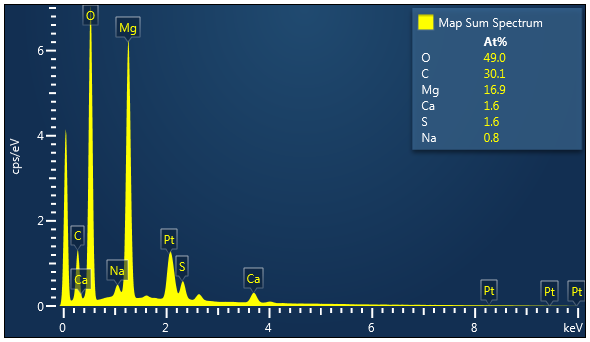 Map Sum Spectrum
At%
O 49.0
C 30.1
Mg 16.9
Ca 1.6
S 1.6
Na 0.8
cps/eV
6
4
2
0
O
Mg
C
Ca
Na
Pt
S
Ca
Pt
Pt
Pt
0 2 4 6 8 keV